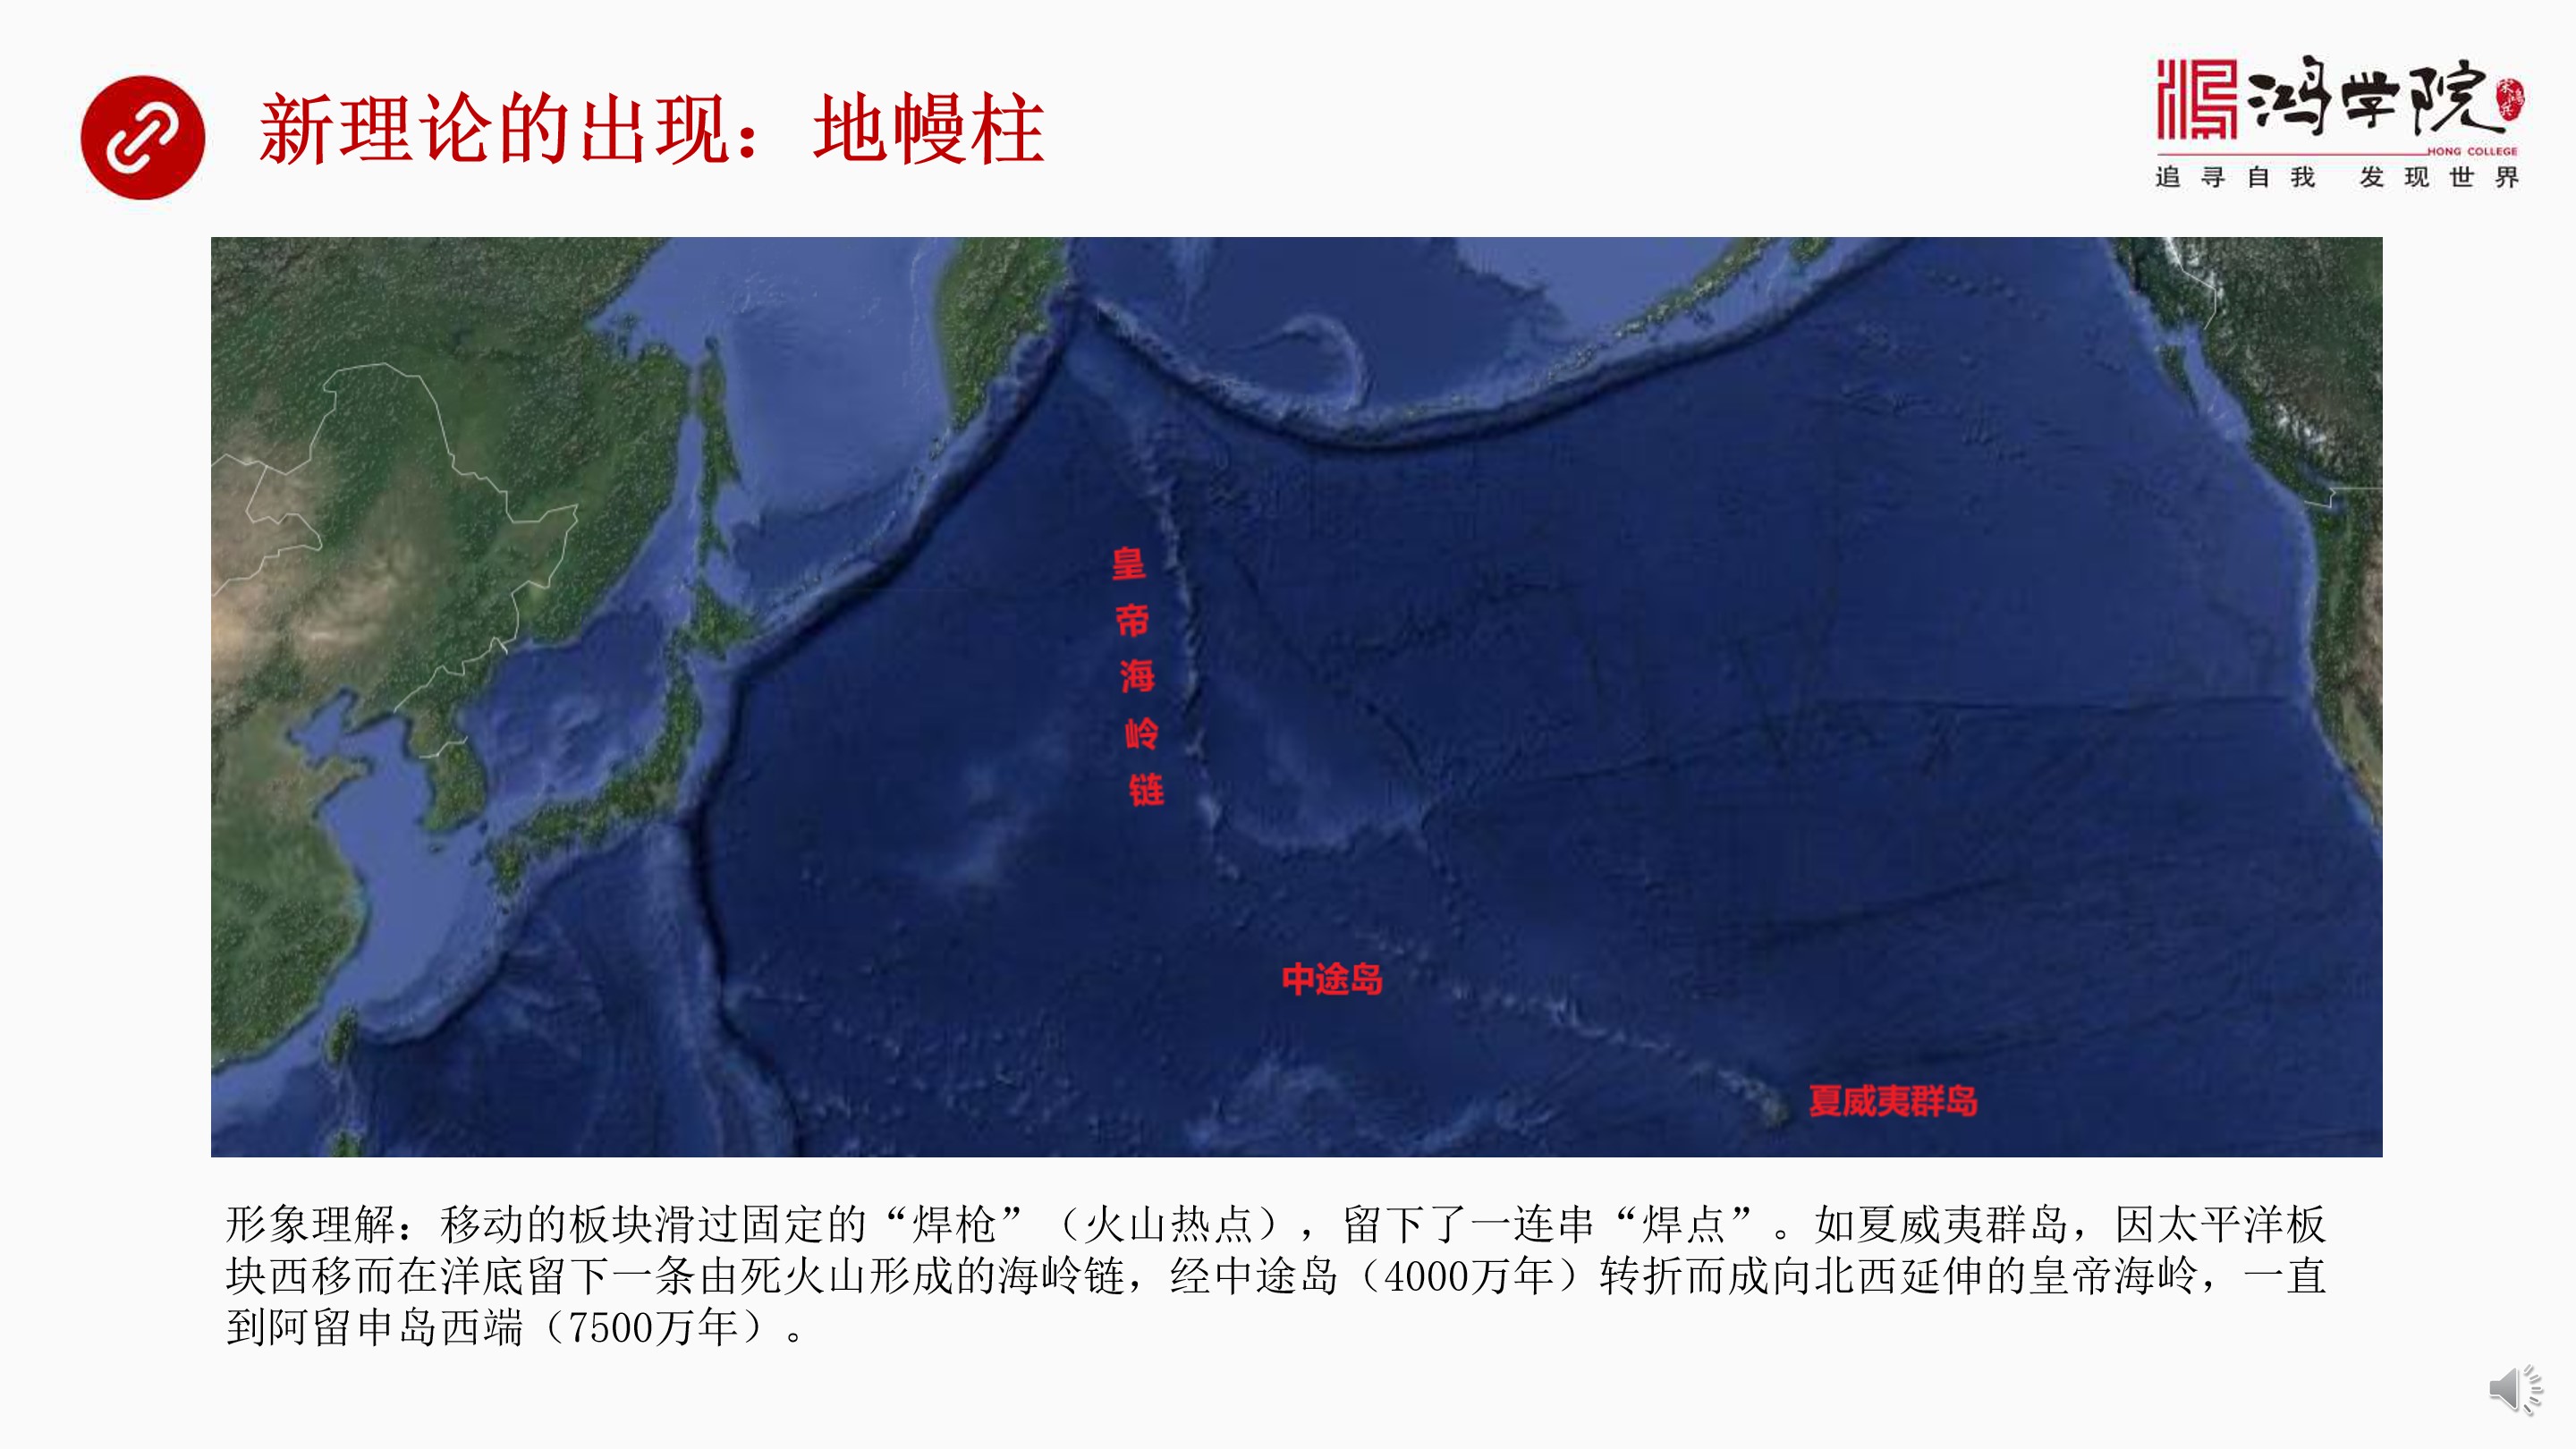 新理论的出现：地幔柱
鸿学院
HONG COLLEGE
追寻自我 发现世界
皇
帝
海
岭
链
中途岛
夏威夷群岛
形象理解：移动的板块滑过固定的“焊枪”（火山热点），留下了一连串“焊点”。如夏威夷群岛，因太平洋板
块西移而在洋底留下一条由死火山形成的海岭链，经中途岛（4000万年）转折而成向北西延伸的皇帝海岭，一直
到阿留申岛西端（7500万年）。